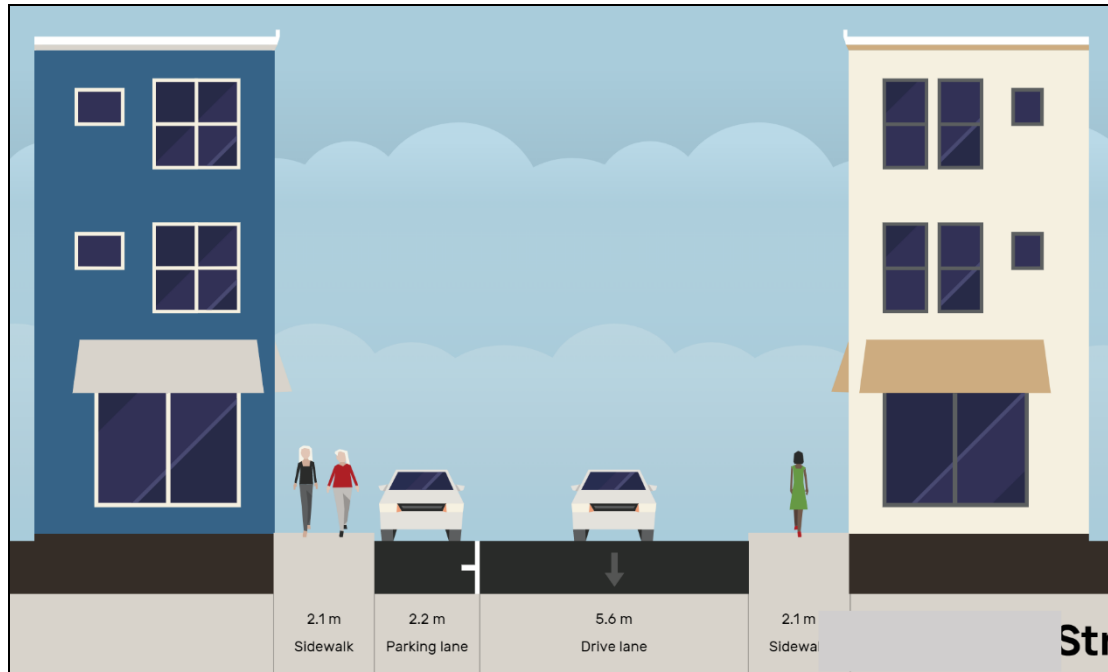 2.1 m
Sidewalk
2.2 m
Parking lane
5.6 m
Drive lane
2.1 m